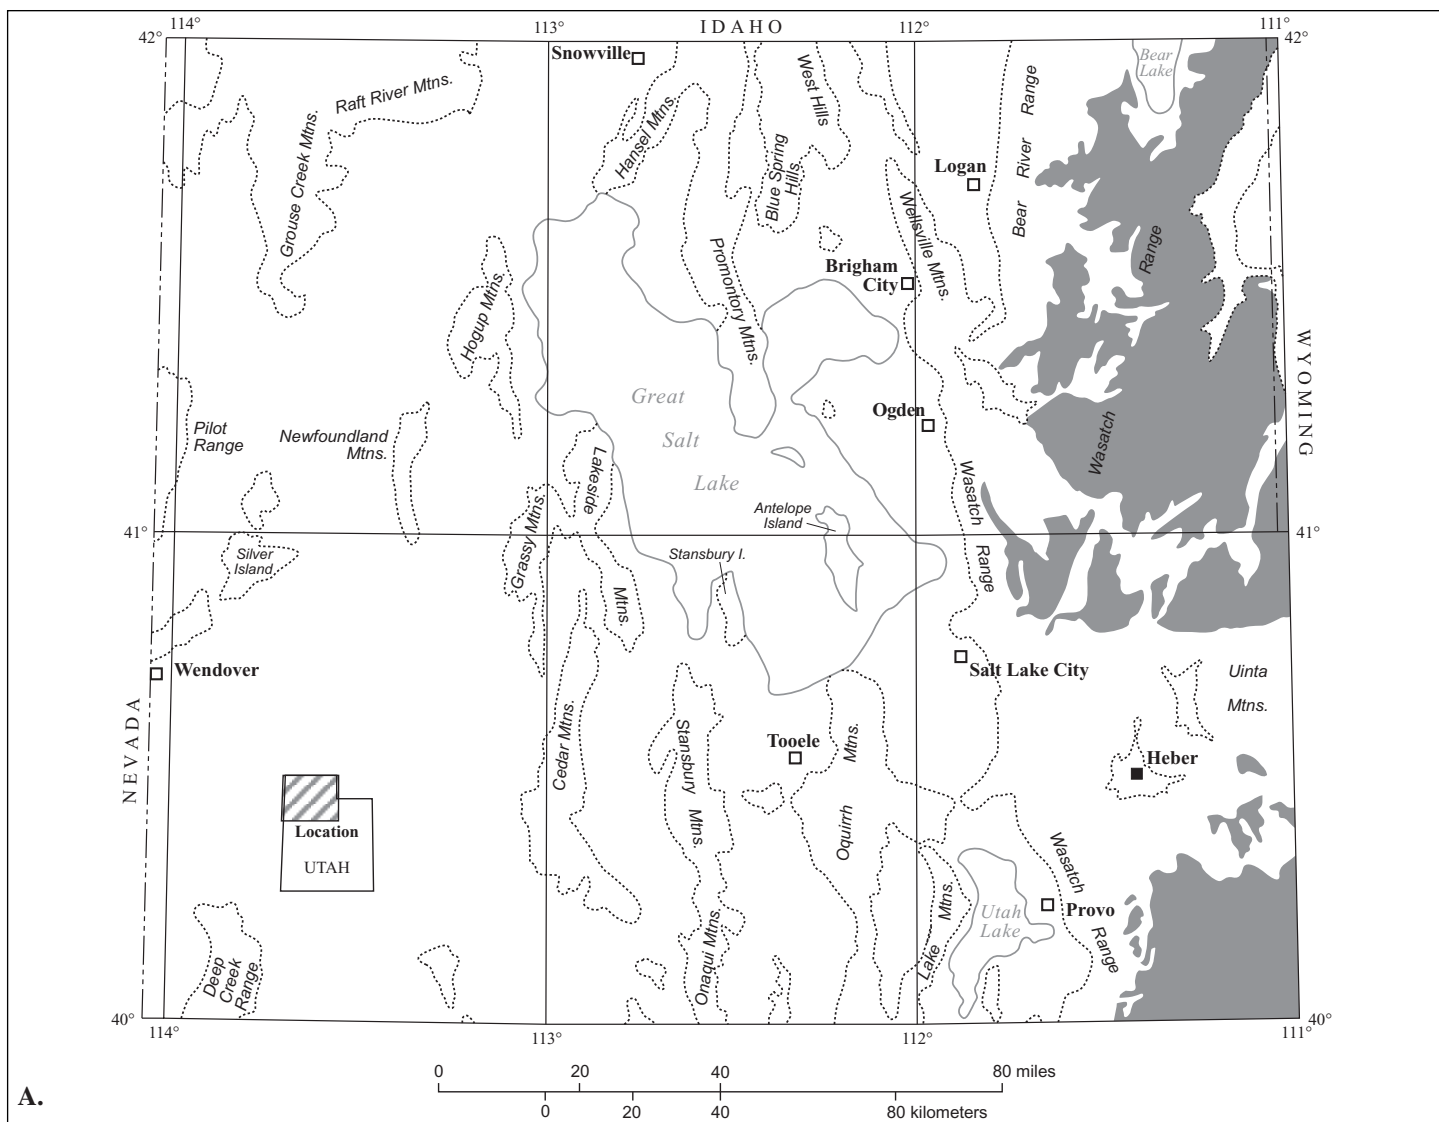 114°
113°
IDAHO
112°
111°
42°
42°
Snowville
Bear
Lake
Raft River Mtns.
Grouse Creek Mtns.
Hansel Mtns.
West Hills
Blue Spring
Hills
Logan
Bear River Range
Wellsville Mtns.
Brigham
City
Promontory Mtns.
Hogup Mtns.
Wasatch Range
WYOMING
Great
Salt
Lake
Ogden
Pilot
Range
Newfoundland
Mtns.
Lakeside Mtns.
Grassy Mtns.
Antelope
Island
Wasatch Range
41°
41°
Silver
Island
Stansbury I.
Wendover
Salt Lake City
Uinta
Mtns.
NEVADA
Cedar Mtns.
Stansbury Mtns.
Tooele
Oquirrh Mtns.
Heber
Location
UTAH
Wasatch Range
Provo
Utah
Lake
Lake Mtns.
Onaqui Mtns.
Deep
Creek
Range
40°
40°
114°
113°
112°
111°
0 20 40 80 miles
0 20 40 80 kilometers
A.